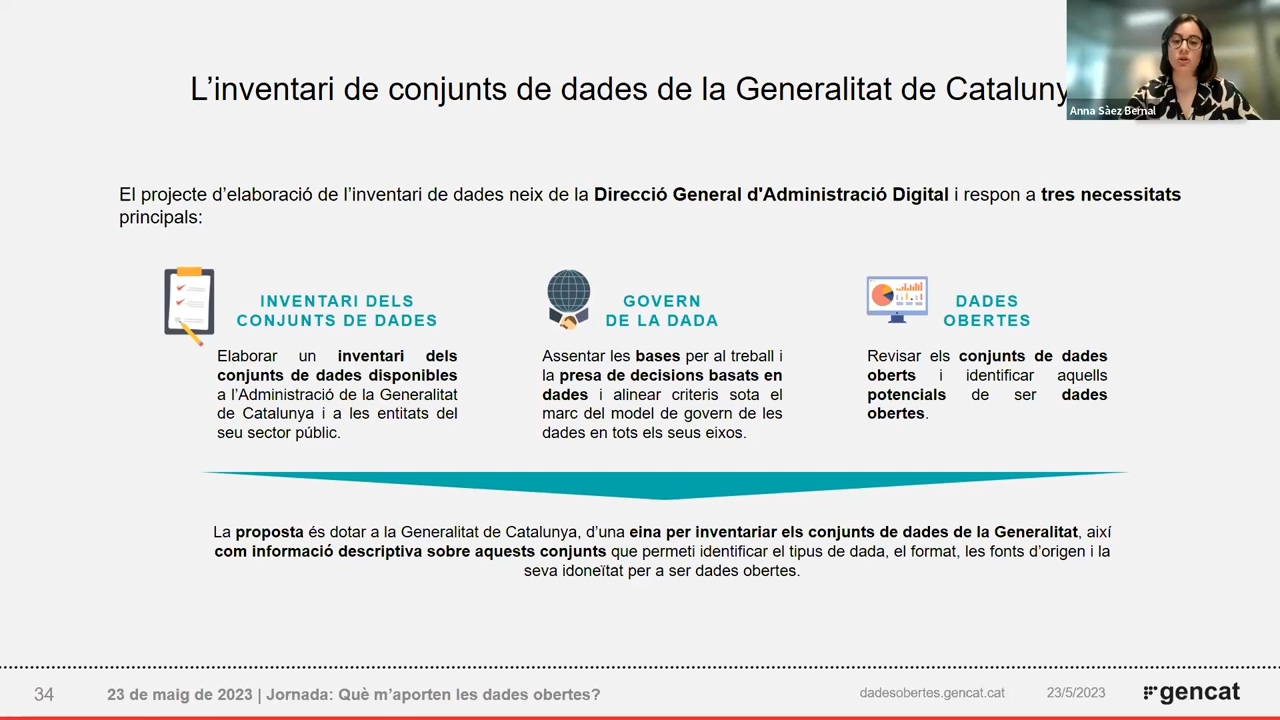 L'inventari de conjunts de dades de la Generalitat de Cataluny
Anna Sàez Bernal
El projecte d'elaboració de l'inventari de dades neix de la Direcció General d'Administració Digital i respon a tres necessitats
principals:
INVENTARI DELS
CONJUNTS DE DADES
Elaborar un inventari dels
conjunts de dades disponibles
a l'Administració de la Generalitat
de Catalunya i a les entitats del
seu sector públic.
GOVERN
DE LA DADA
Assentar les bases per al treball i
la presa de decisions basats en
dades i alinear criteris sota el
marc del model de govern de les
dades en tots els seus eixos.
DADES
OBERTES
Revisar els conjunts de dades
oberts i identificar aquells
potencials de ser dades
obertes.
La proposta és dotar a la Generalitat de Catalunya, d'una eina per inventariar els conjunts de dades de la Generalitat, així
com informació descriptiva sobre aquests conjunts que permeti identificar el tipus de dada, el format, les fonts d'origen i la
seva idoneïtat per a ser dades obertes.
34
23 de maig de 2023 | Jornada: Què m'aporten les dades obertes?
dadesobertes.gencat.cat
23/5/2023
gencat